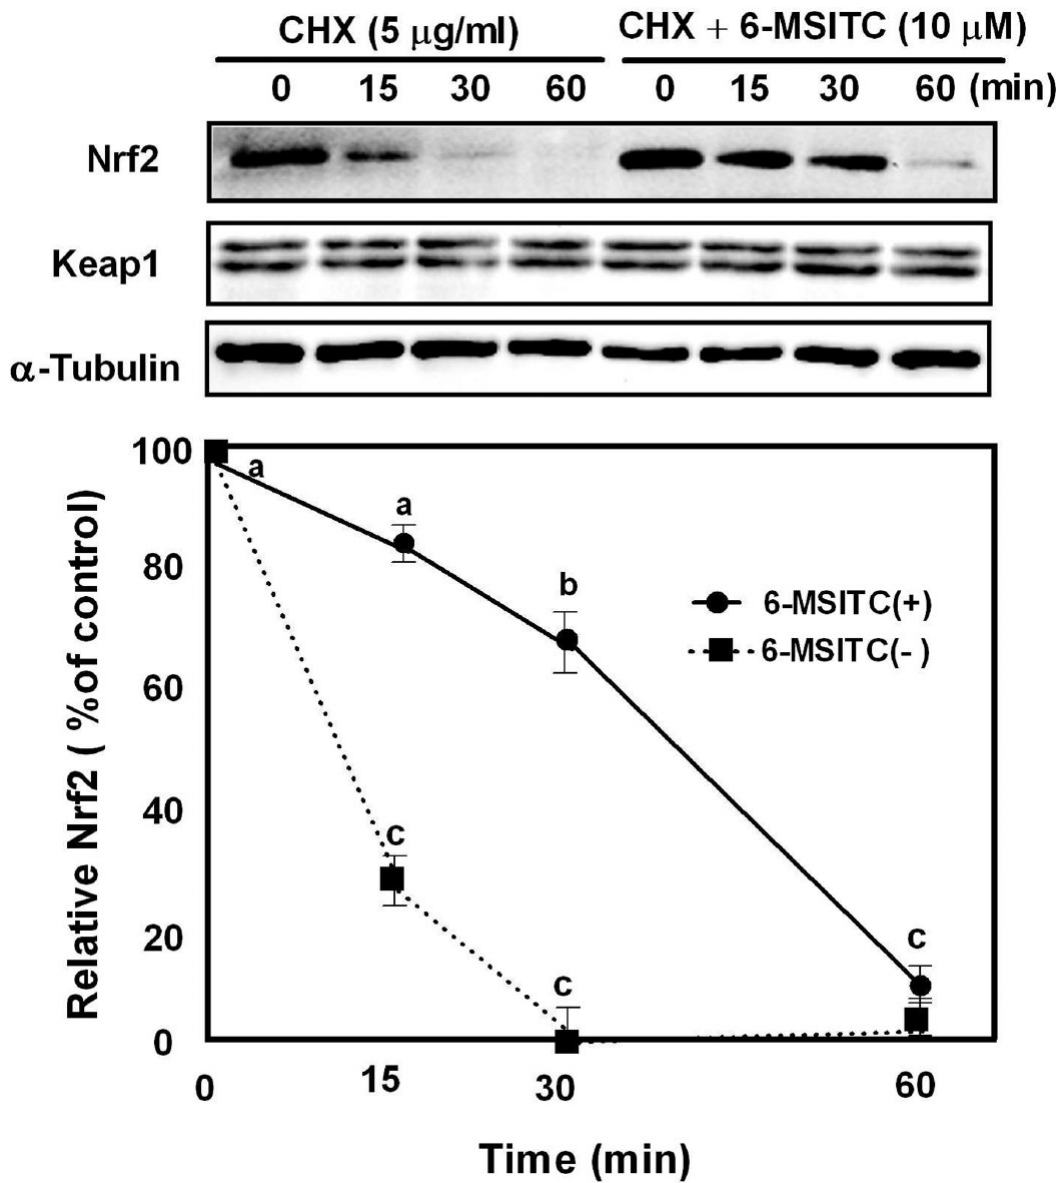 CHX (5 μg/ml) CHX + 6-MSITC (10 μM)
0 15 30 60 0 15 30 60 (min)
Nrf2
Keap1
α-Tubulin
100
80
60
40
20
0
Relative Nrf2 ( %of control)
a
a
b
c
c
c
6-MSITC(+)
6-MSITC(- )
0 15 30 60
Time (min)